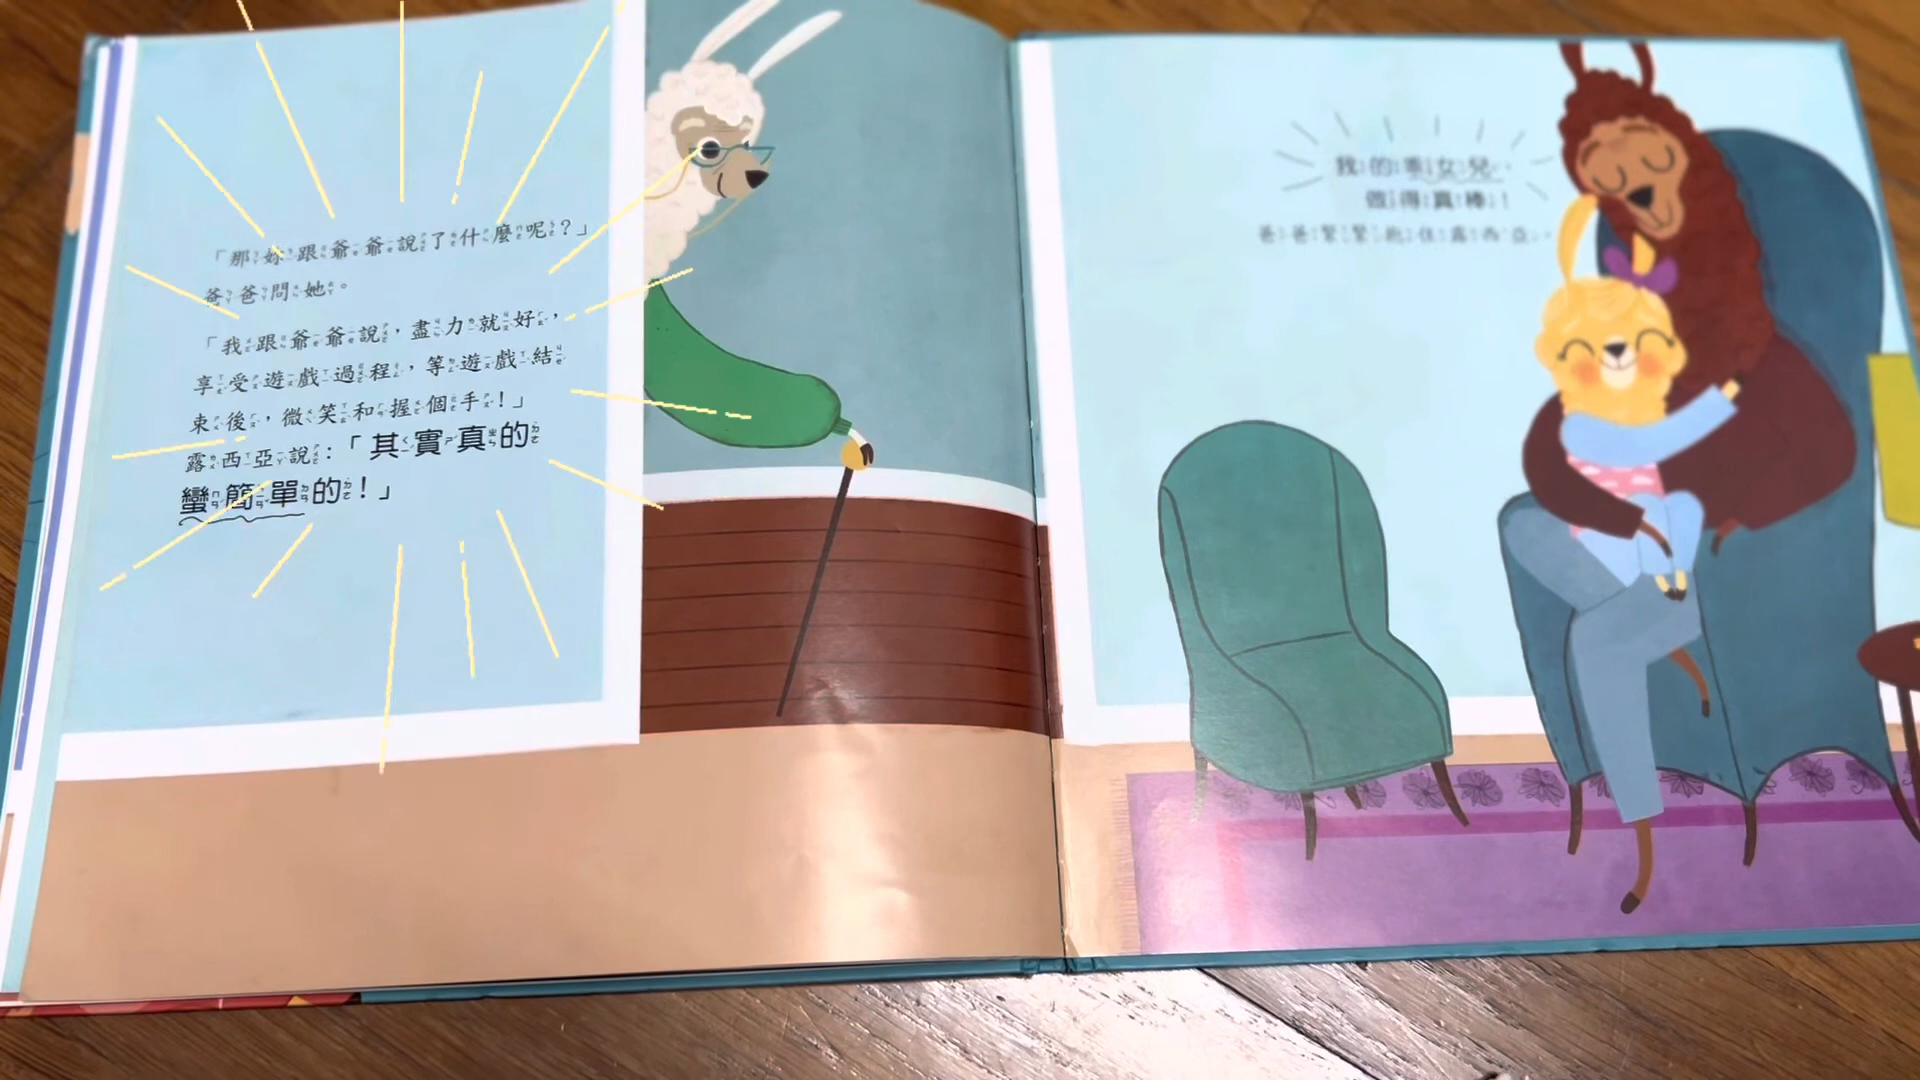 「那妳跟爺爺說了什麼呢？」
爸爸問她。
「我跟爺爺說，盡力就好，
享受遊戲過程，等遊戲結
束後，微笑和握個手！」
露西亞說：「其實真的
蠻簡單的！」
我的乖女兒，
做得真棒！
爸爸緊緊抱住露西亞。